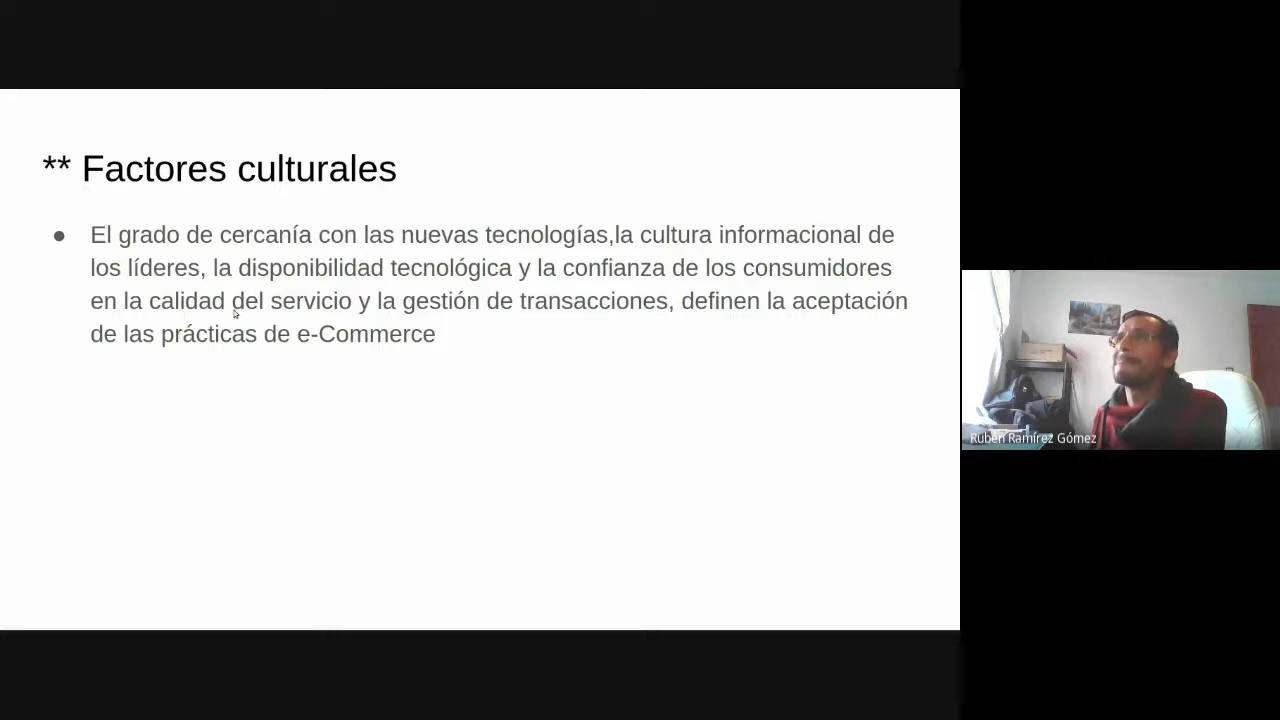 ** Factores culturales
● El grado de cercanía con las nuevas tecnologías,la cultura informacional de
los líderes, la disponibilidad tecnológica y la confianza de los consumidores
en la calidad del servicio y la gestión de transacciones, definen la aceptación
de las prácticas de e-Commerce
Rubén Ramírez Gómez